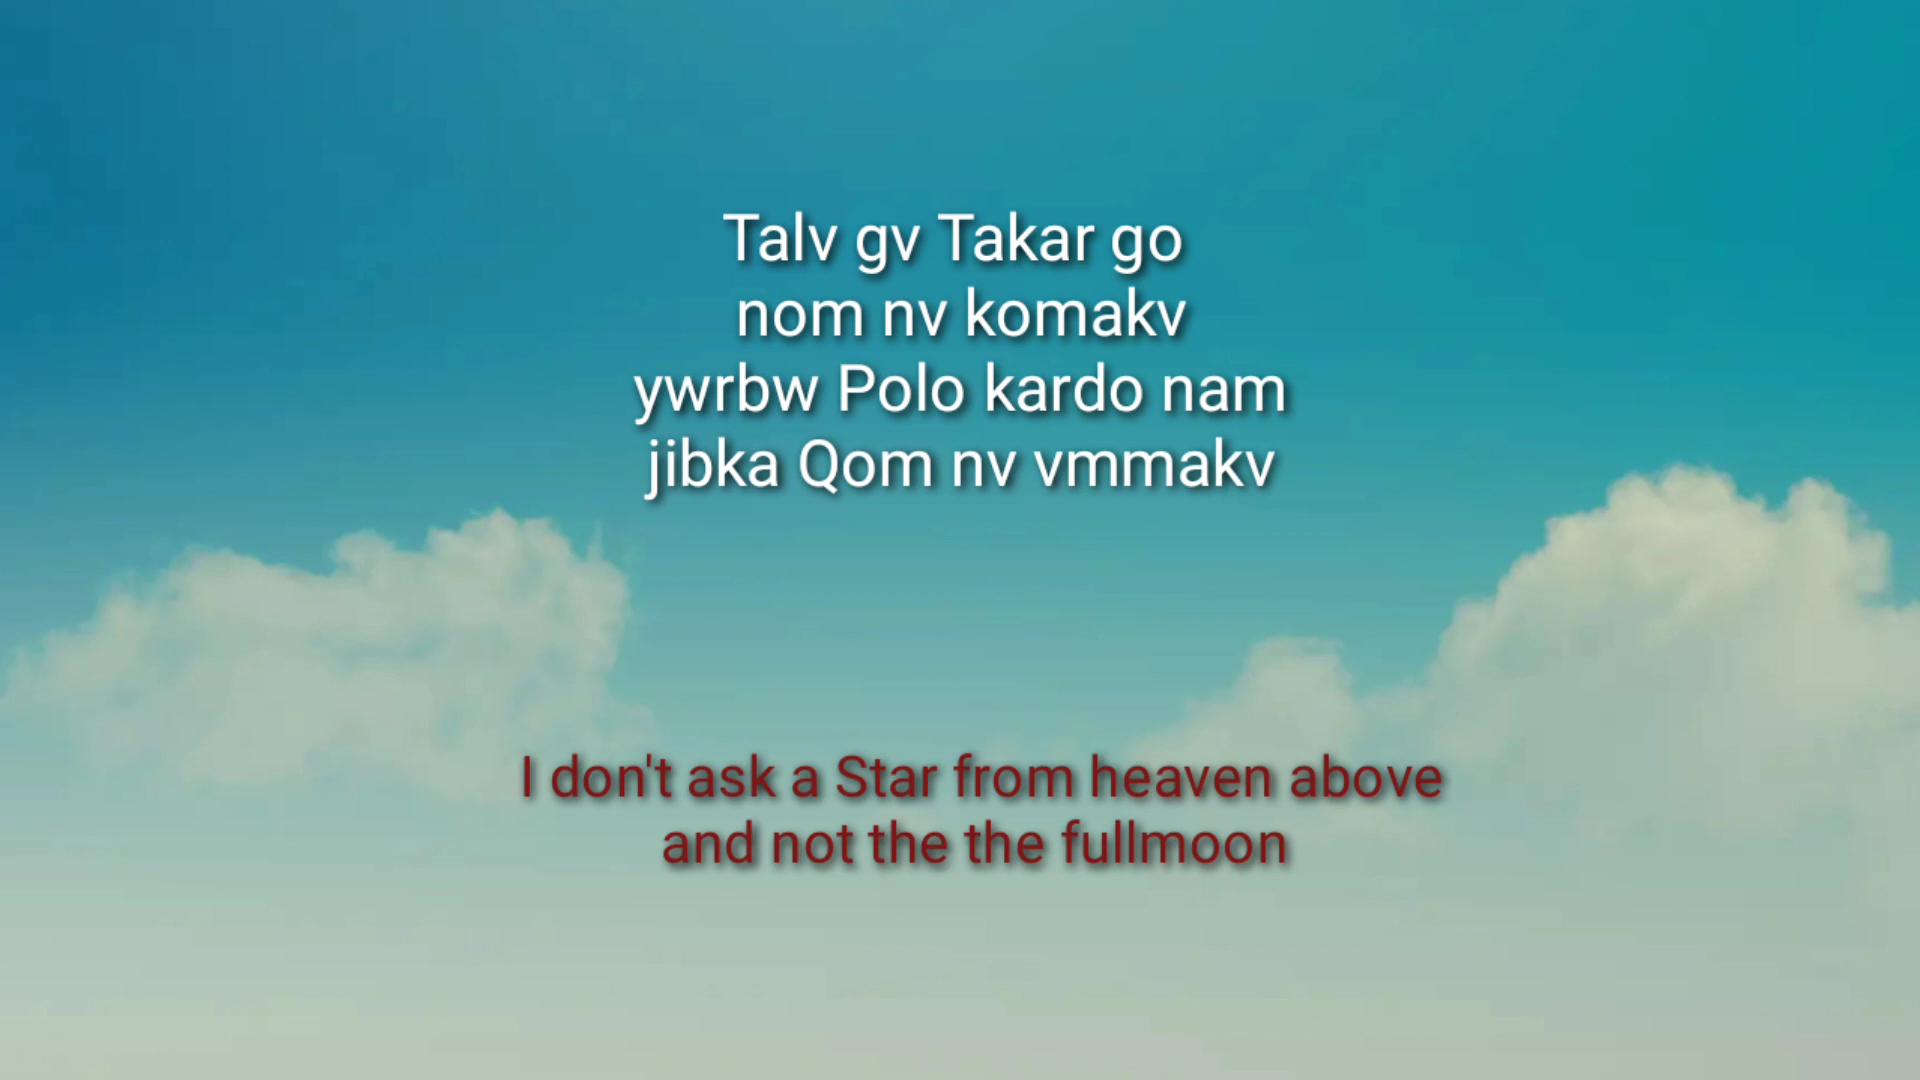 Talv gv Takar go
nom nv komakv
ywrbw Polo kardo nam
jibka Qom nv vmmakv
I don't ask a Star from heaven above
and not the the fullmoon